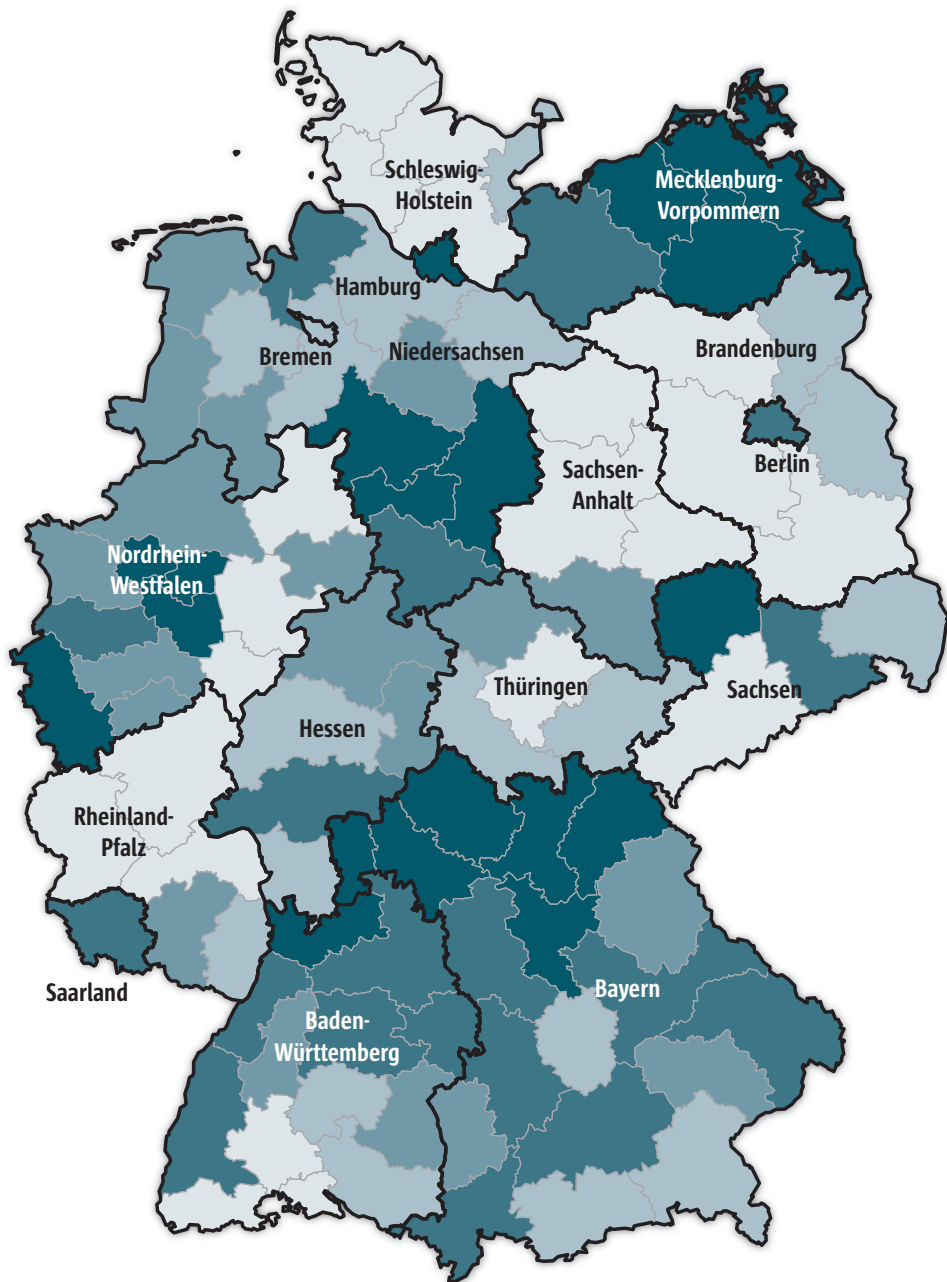 Schleswig-
Holstein
Mecklenburg-
Vorpommern
Hamburg
Bremen
Niedersachsen
Brandenburg
Berlin
Sachsen-
Anhalt
Nordrhein-
Westfalen
Thüringen
Sachsen
Hessen
Rheinland-
Pfalz
Saarland
Bayern
Baden-
Württemberg